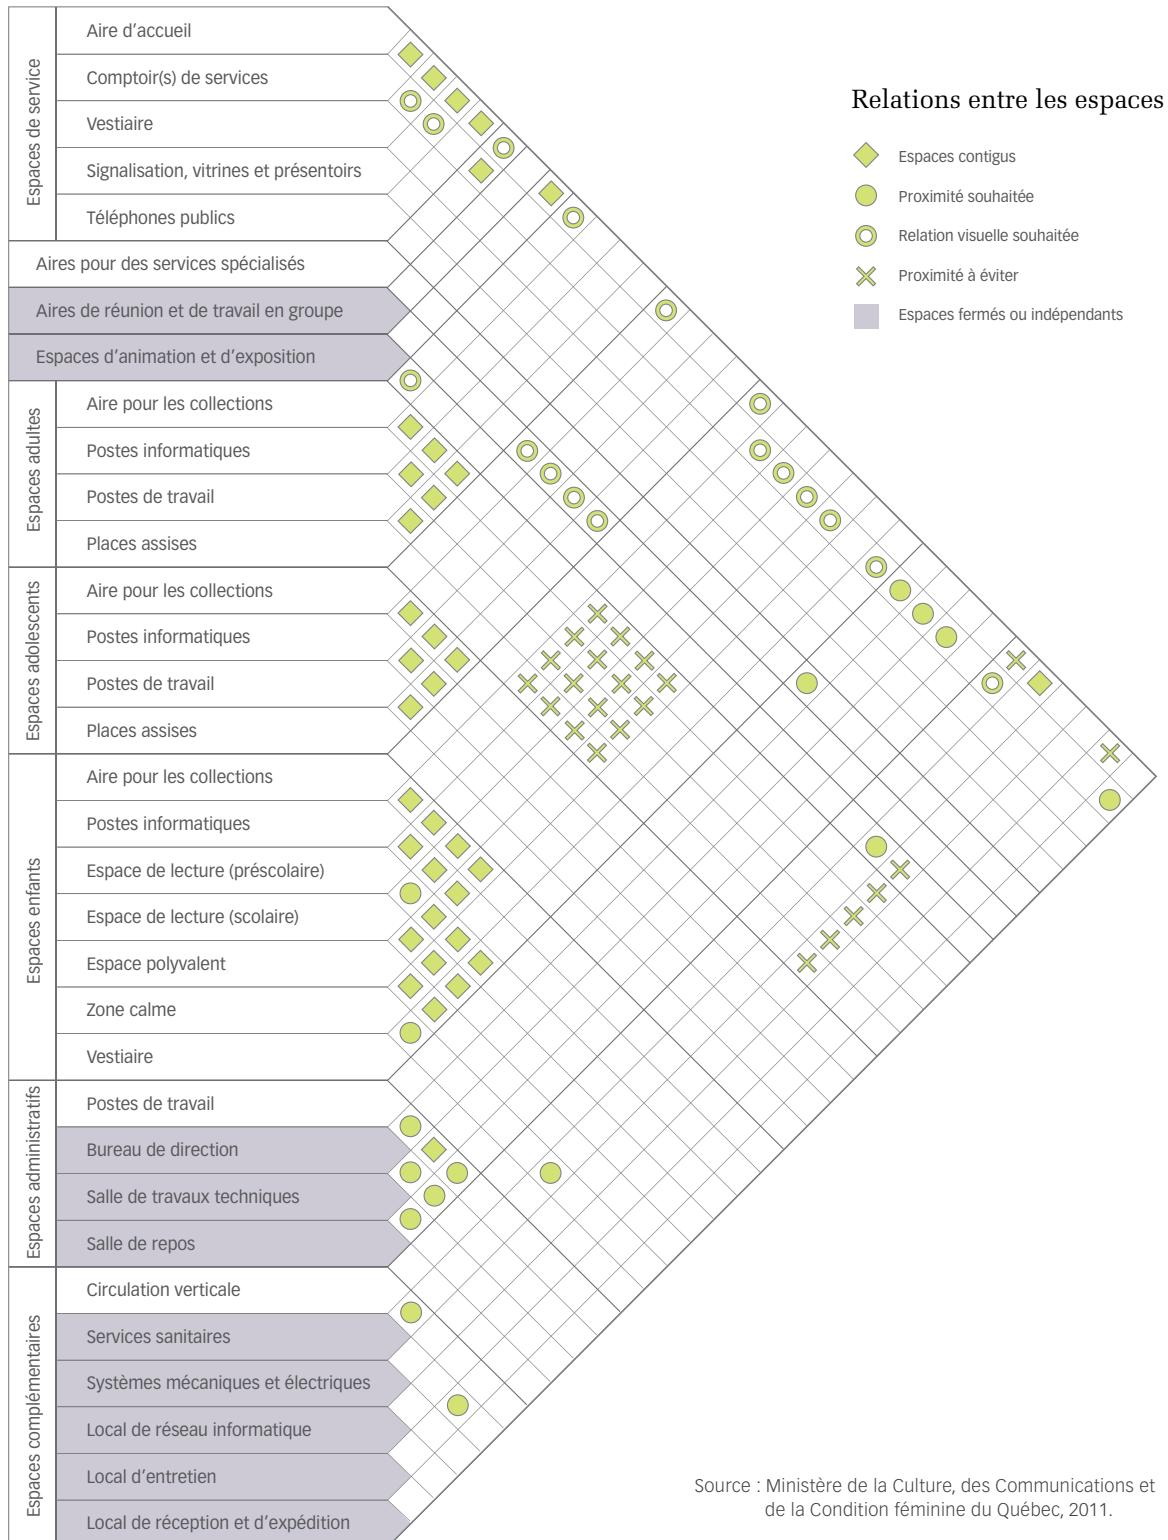 Espaces de service
Aire d’accueil
Comptoir(s) de services
Vestiaire
Signalisation, vitrines et présentoirs
Téléphones publics
Aires pour des services spécialisés
Aires de réunion et de travail en groupe
Espaces d’animation et d’exposition
Espaces adultes
Aire pour les collections
Postes informatiques
Postes de travail
Places assises
Espaces adolescents
Aire pour les collections
Postes informatiques
Postes de travail
Places assises
Espaces enfants
Aire pour les collections
Postes informatiques
Espace de lecture (préscolaire)
Espace de lecture (scolaire)
Espace polyvalent
Zone calme
Vestiaire
Espaces administratifs
Postes de travail
Bureau de direction
Salle de travaux techniques
Salle de repos
Espaces complémentaires
Circulation verticale
Services sanitaires
Systèmes mécaniques et électriques
Local de réseau informatique
Local d’entretien
Local de réception et d’expédition
Relations entre les espaces
Espaces contigus
Proximité souhaitée
Relation visuelle souhaitée
Proximité à éviter
Espaces fermés ou indépendants
Source : Ministère de la Culture, des Communications et
de la Condition féminine du Québec, 2011.